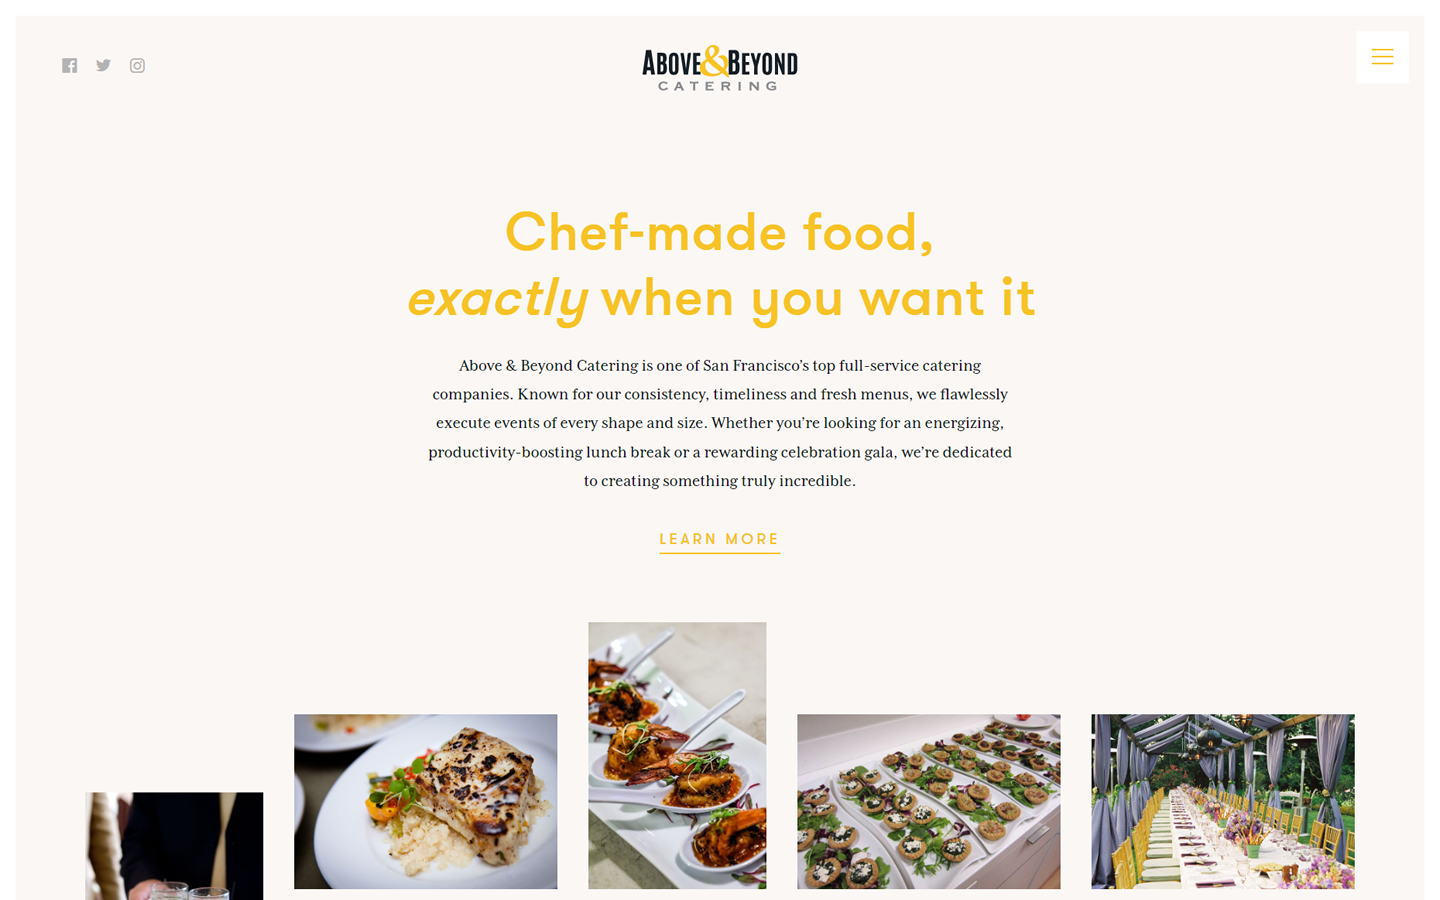 ABOVE&BEYOND
CATERING
Chef-made food,
exactly when you want it
Above & Beyond Catering is one of San Francisco’s top full-service catering
companies. Known for our consistency, timeliness and fresh menus, we flawlessly
execute events of every shape and size. Whether you’re looking for an energizing,
productivity-boosting lunch break or a rewarding celebration gala, we’re dedicated
to creating something truly incredible.
LEARN MORE